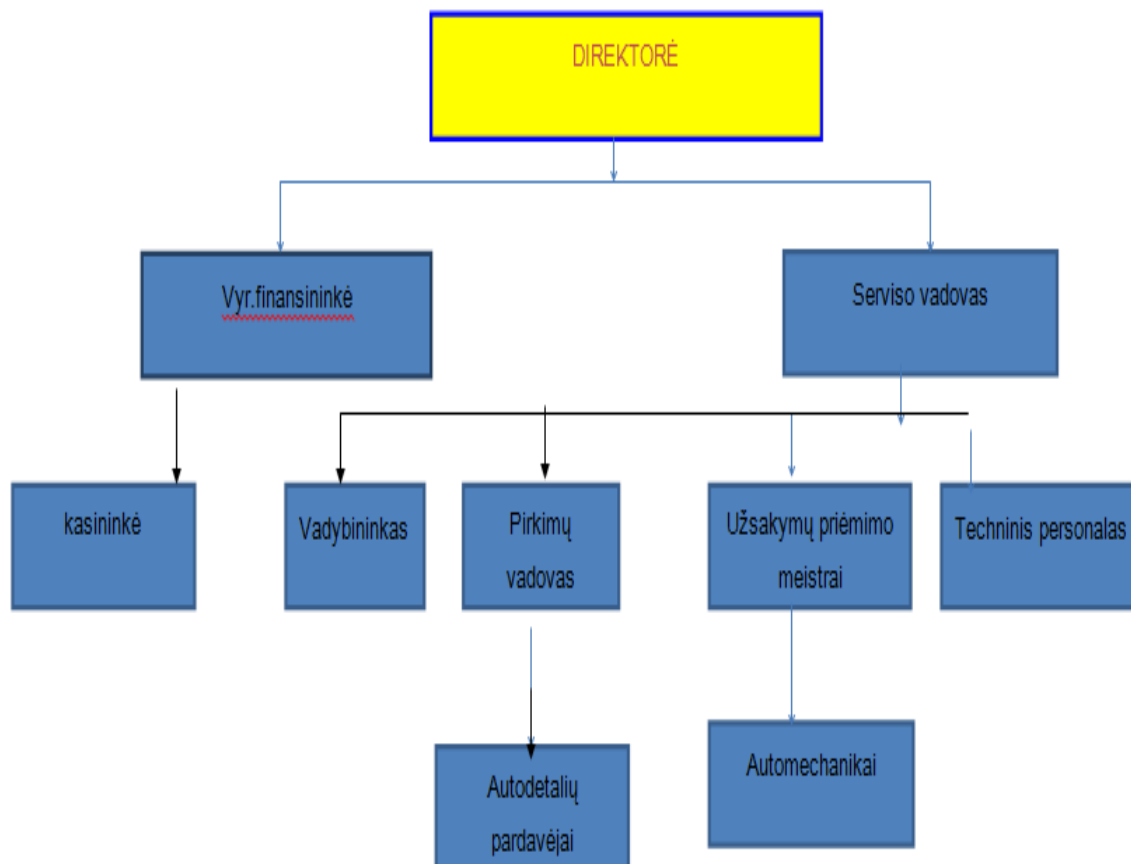 DIREKTORĖ
Vyr.finansininkė
Serviso vadovas
kasininkė
Vadybininkas
Pirkimų
vadovas
Užsakymų priėmimo
meistrai
Techninis personalas
Autodetalių
pardavėjai
Automechanikai